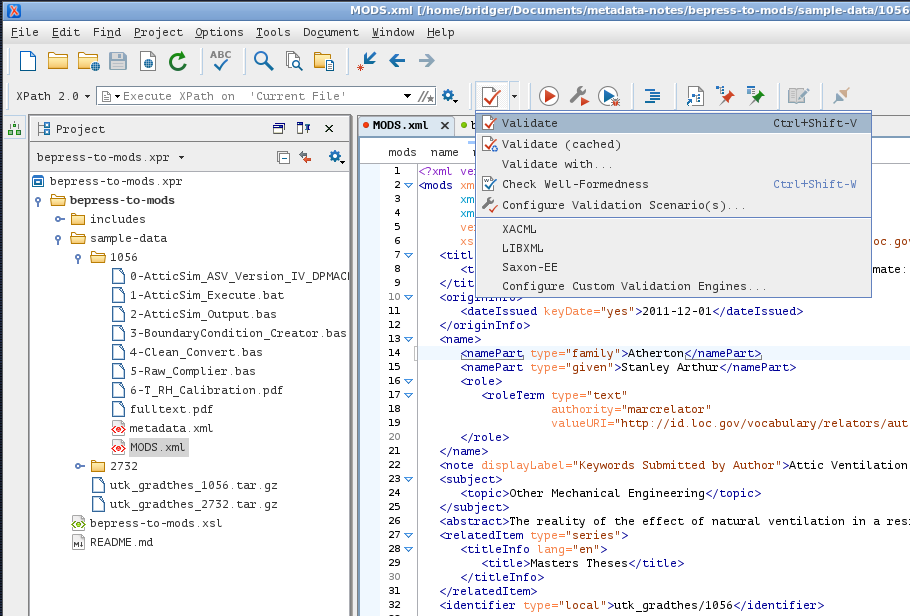 MODS.xml [/home/bridger/Documents/metadata-notes/bepress-to-mods/sample-data/1056
File Edit Find Project Options Tools Document Window Help
ABC
XPath 2.0 Execute XPath on 'Current File'
Project
MODS.xml
bepress-to-mods.xpr
mods name
Validate Ctrl+Shift-V
Validate (cached)
Validate with...
Check Well-Formedness Ctrl+Shift-W
Configure Validation Scenario(s)...
XACML
LIBXML
Saxon-EE
Configure Custom Validation Engines...
bepress-to-mods.xpr
bepress-to-mods
includes
sample-data
1056
0-AtticSim_ASV_Version_IV_DPMACI
1-AtticSim_Execute.bat
2-AtticSim_Output.bas
3-BoundaryCondition_Creator.bas
4-Clean_Convert.bas
5-Raw_Complier.bas
6-T_RH_Calibration.pdf
fulltext.pdf
metadata.xml
MODS.xml
2732
utk_gradthes_1056.tar.gz
utk_gradthes_2732.tar.gz
bepress-to-mods.xsl
README.md
1 <?xml ve
2 <mods xm
3 xm
4 xm
5 ve
6 xs loc.gov
7 <titl
8 <t mate:
9 </tit
10 <originInfo>
11 <dateIssued keyDate="yes">2011-12-01</dateIssued>
12 </originInfo>
13 <name>
14 <namePart type="family">Atherton</namePart>
15 <namePart type="given">Stanley Arthur</namePart>
16 <role>
17 <roleTerm type="text"
18 authority="marcrelator"
19 valueURI="http://id.loc.gov/vocabulary/relators/aut
20 </role>
21 </name>
22 <note displayLabel="Keywords Submitted by Author">Attic Ventilation
23 <subject>
24 <topic>Other Mechanical Engineering</topic>
25 </subject>
26 <abstract>The reality of the effect of natural ventilation in a resi
27 <relatedItem type="series">
28 <titleInfo lang="en">
29 <title>Masters Theses</title>
30 </titleInfo>
31 </relatedItem>
32 <identifier type="local">utk_gradthes/1056</identifier>